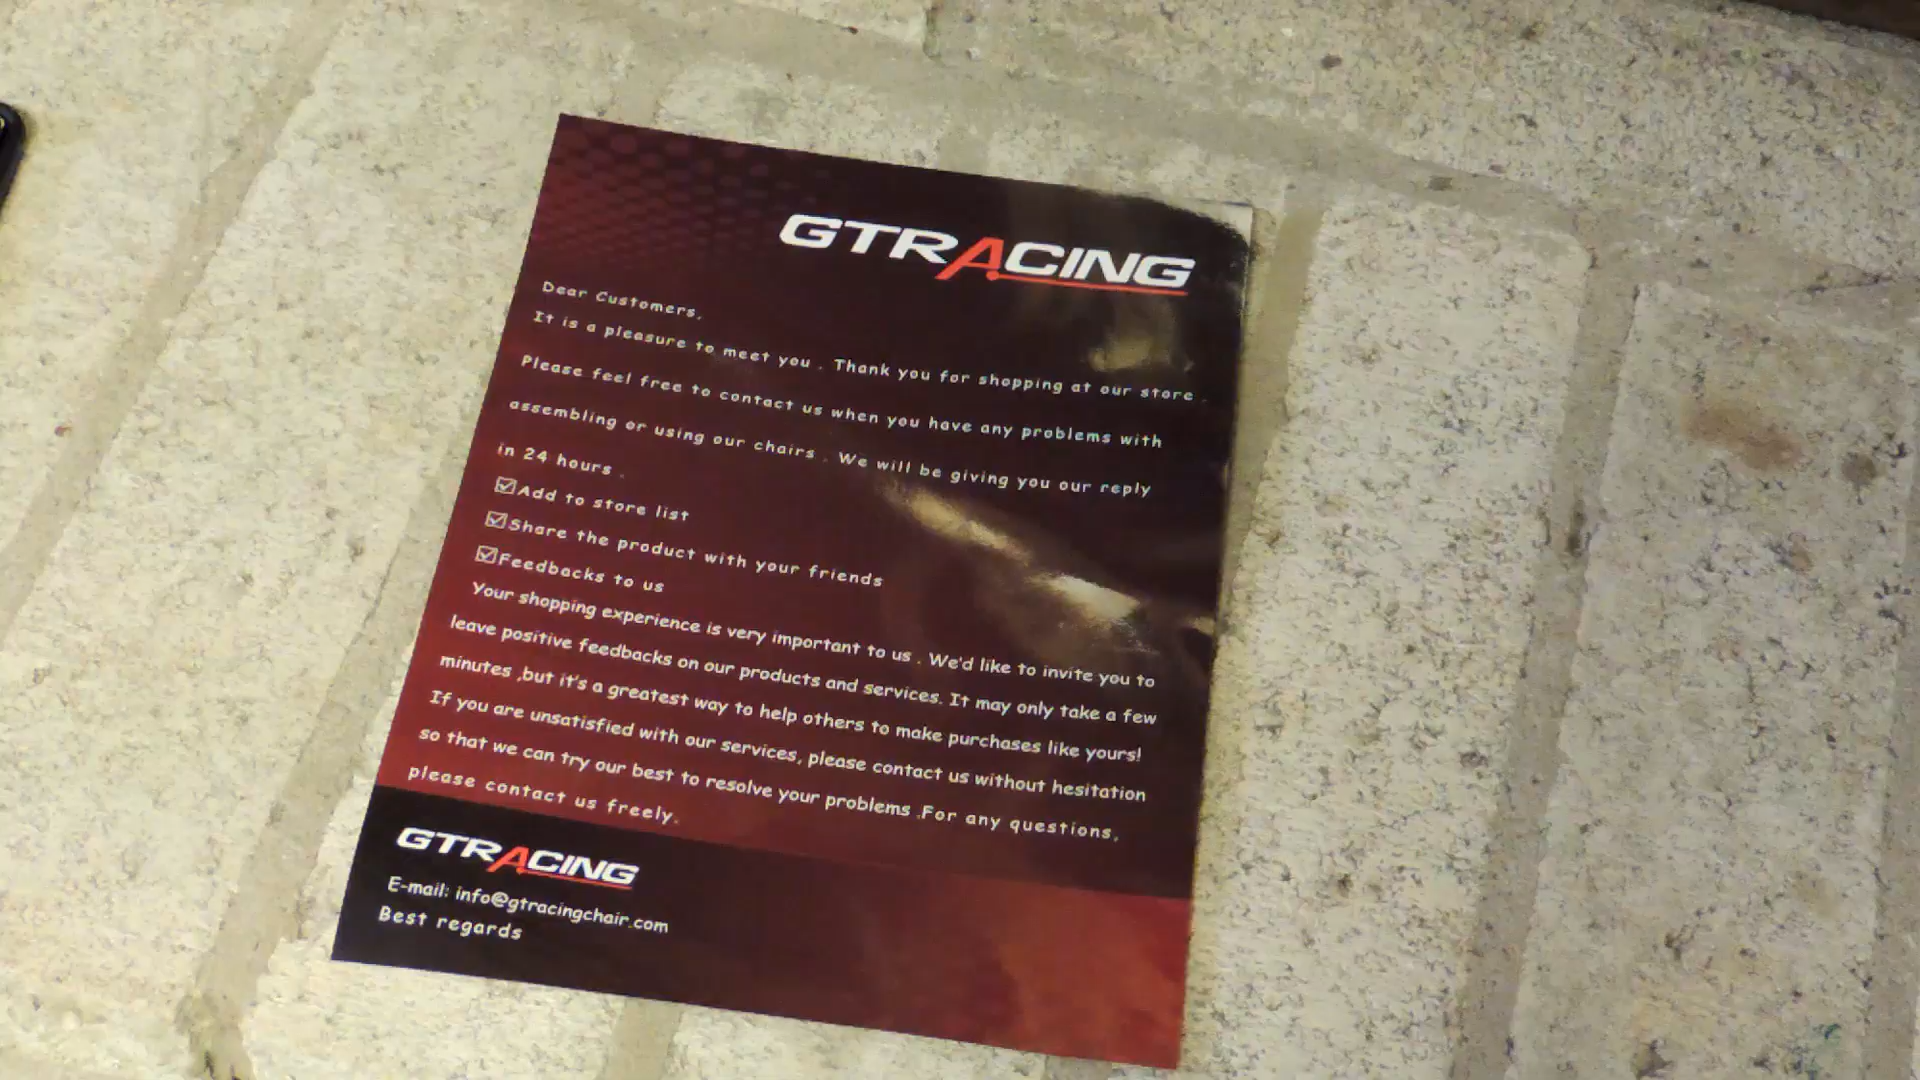 GTRACING
Dear Customers,
It is a pleasure to meet you . Thank you for shopping at our store .
Please feel free to contact us when you have any problems with
assembling or using our chairs . We will be giving you our reply
in 24 hours .
☑Add to store list
☑Share the product with your friends
☑Feedbacks to us
Your shopping experience is very important to us . We'd like to invite you to
leave positive feedbacks on our products and services. It may only take a few
minutes ,but it's a greatest way to help others to make purchases like yours!
If you are unsatisfied with our services, please contact us without hesitation
so that we can try our best to resolve your problems .For any questions,
please contact us freely.
GTRACING
E-mail: info@gtracingchair.com
Best regards